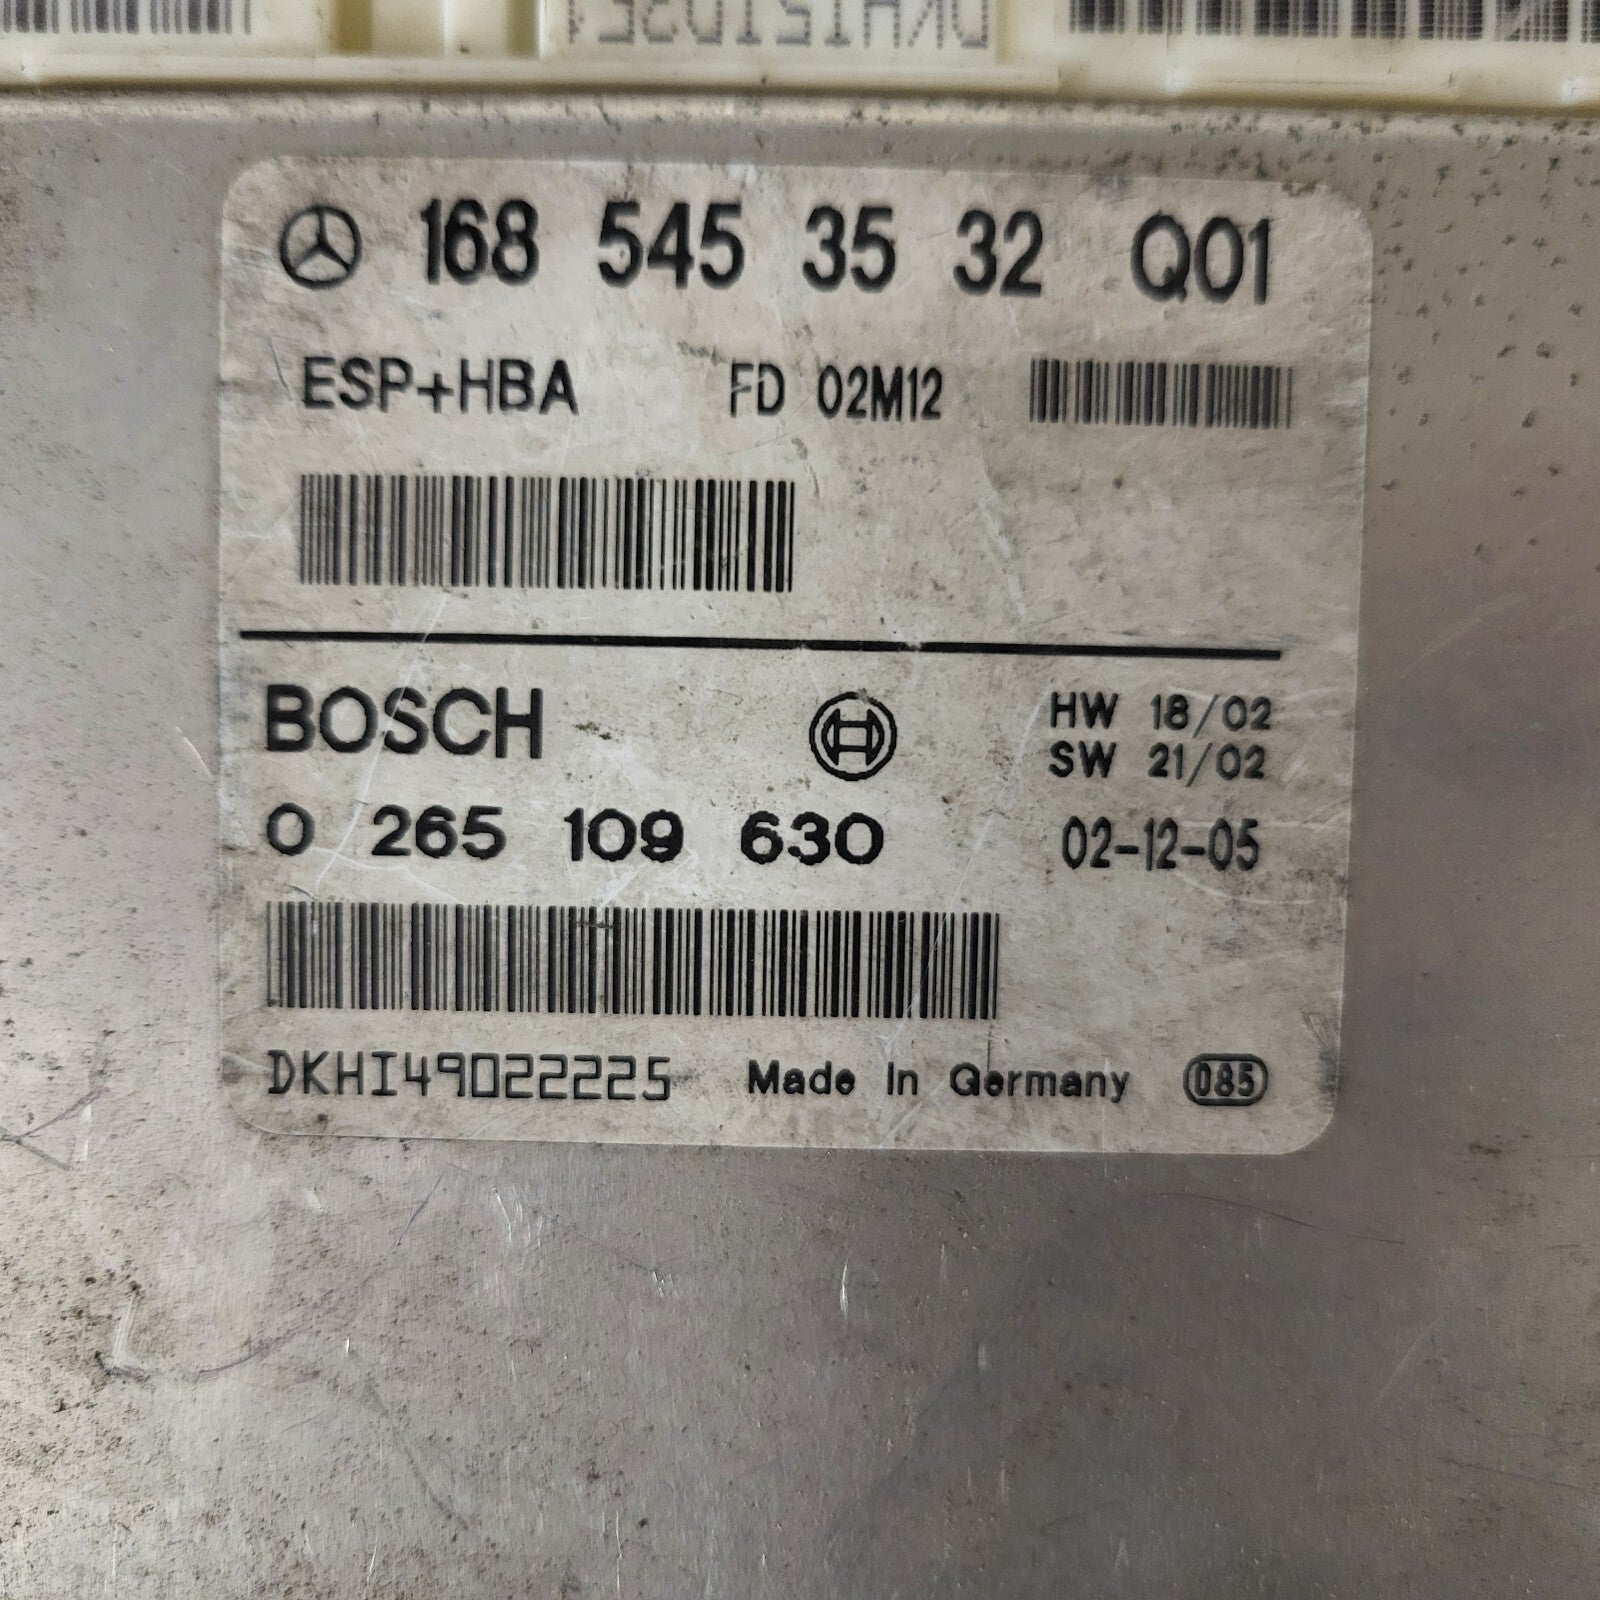 168 545 35 32 Q01
ESP+HBA FD 02M12
BOSCH
HW 18/02
SW 21/02
0 265 109 630 02-12-05
DKHI49022225 Made In Germany 085